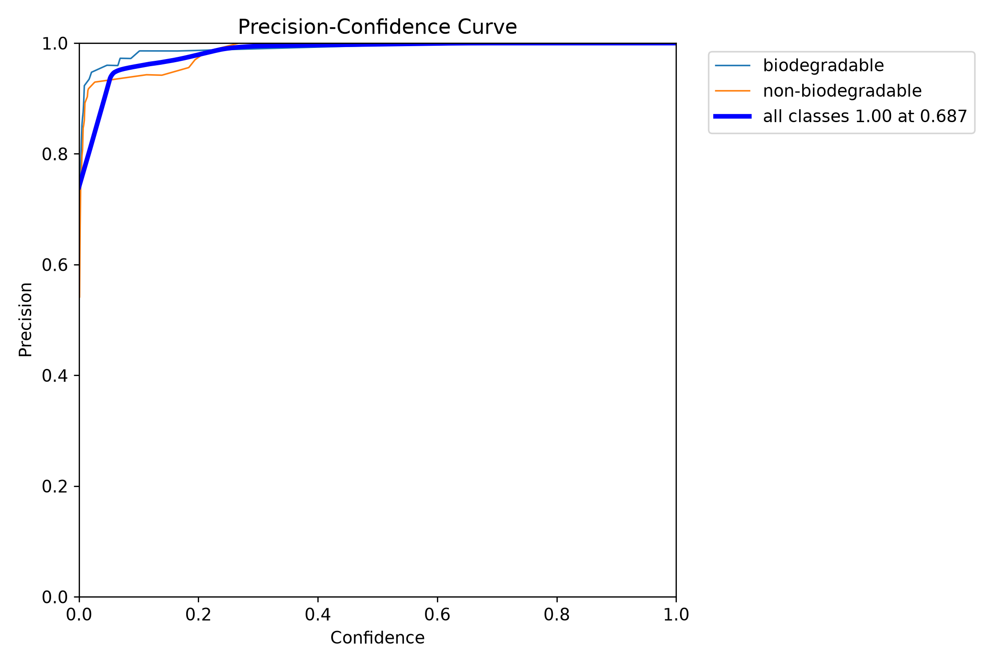 Precision-Confidence Curve
1.0
0.8
0.6
0.4
0.2
0.0
Precision
0.0 0.2 0.4 0.6 0.8 1.0
Confidence
biodegradable
non-biodegradable
all classes 1.00 at 0.687